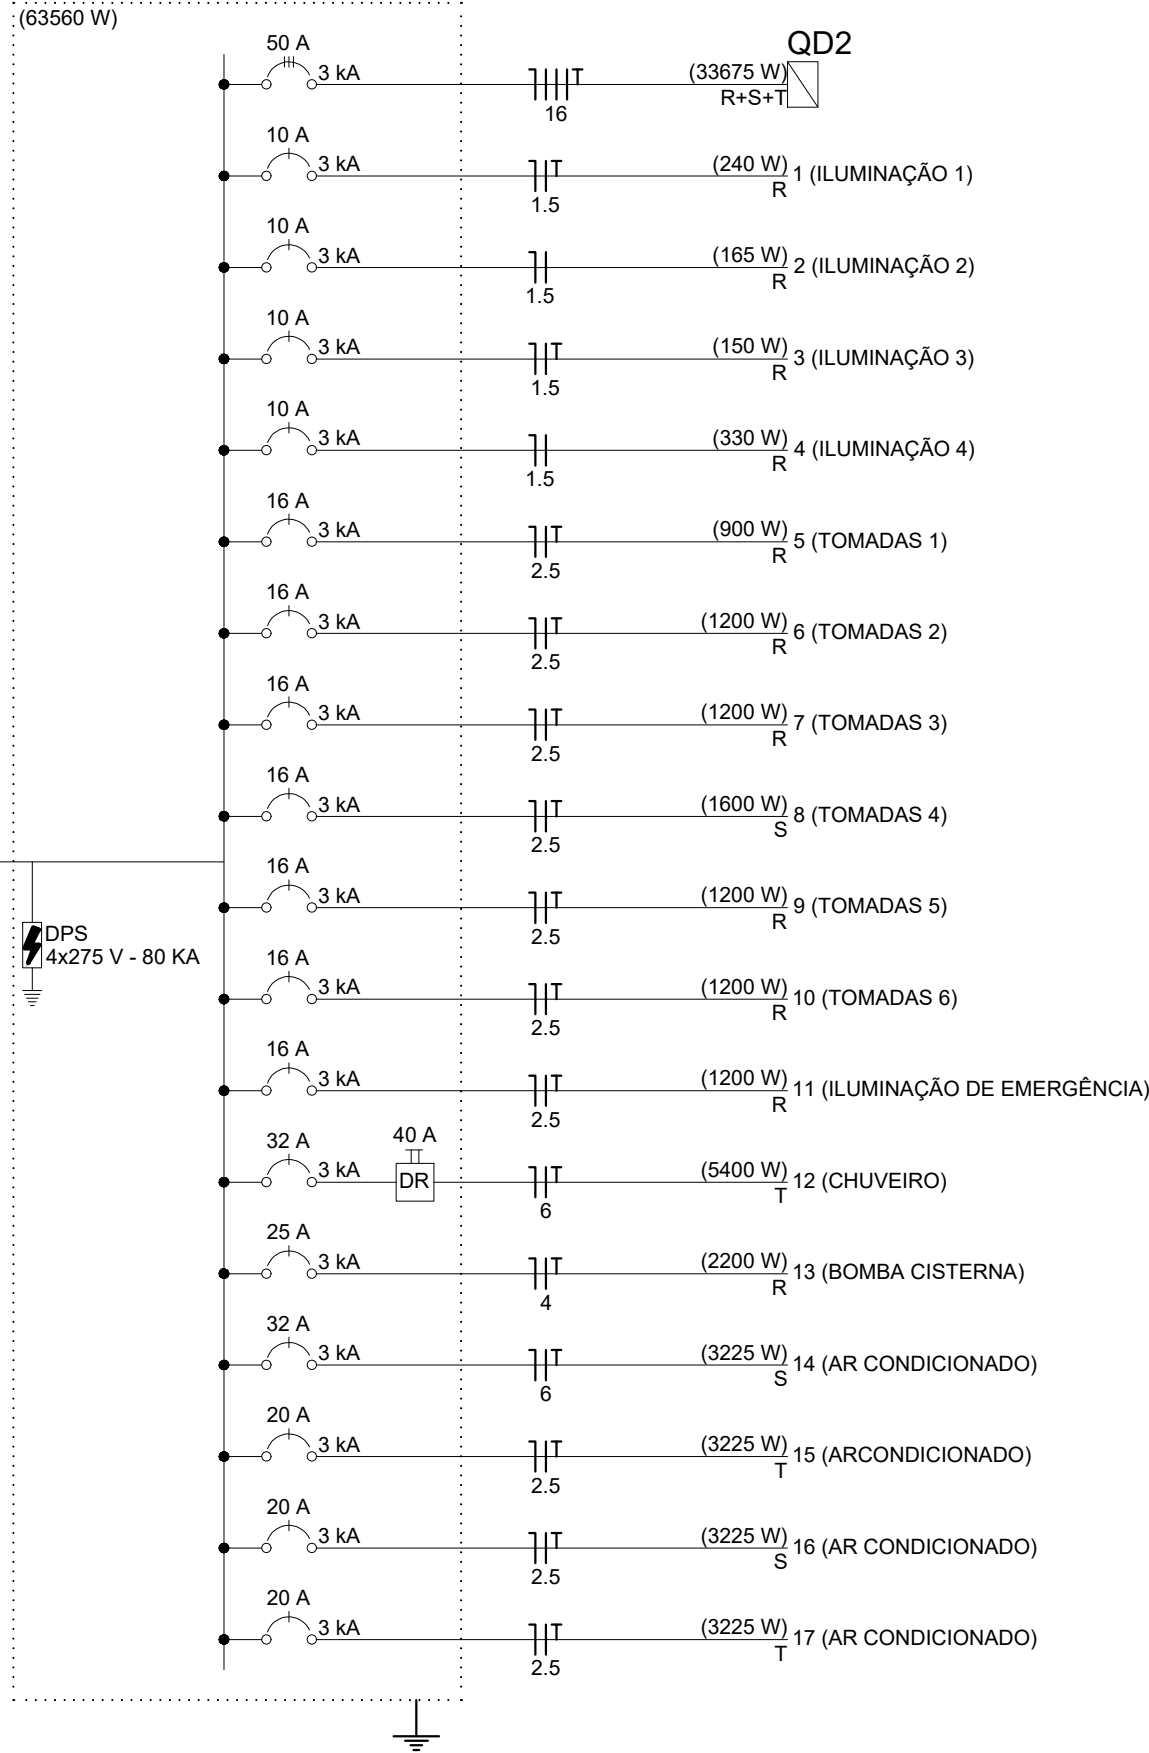 (63560 W)
QD2
50 A
3 kA
16
(33675 W)
R+S+T
10 A
3 kA
1.5
(240 W)
R
1 (ILUMINAÇÃO 1)
10 A
3 kA
1.5
(165 W)
R
2 (ILUMINAÇÃO 2)
10 A
3 kA
1.5
(150 W)
R
3 (ILUMINAÇÃO 3)
10 A
3 kA
1.5
(330 W)
R
4 (ILUMINAÇÃO 4)
16 A
3 kA
2.5
(900 W)
R
5 (TOMADAS 1)
16 A
3 kA
2.5
(1200 W)
R
6 (TOMADAS 2)
16 A
3 kA
2.5
(1200 W)
R
7 (TOMADAS 3)
16 A
3 kA
2.5
(1600 W)
S
8 (TOMADAS 4)
16 A
3 kA
2.5
(1200 W)
R
9 (TOMADAS 5)
DPS
4x275 V - 80 KA
16 A
3 kA
2.5
(1200 W)
R
10 (TOMADAS 6)
16 A
3 kA
2.5
(1200 W)
R
11 (ILUMINAÇÃO DE EMERGÊNCIA)
32 A
3 kA
40 A
DR
6
(5400 W)
T
12 (CHUVEIRO)
25 A
3 kA
4
(2200 W)
R
13 (BOMBA CISTERNA)
32 A
3 kA
6
(3225 W)
S
14 (AR CONDICIONADO)
20 A
3 kA
2.5
(3225 W)
T
15 (ARCONDICIONADO)
20 A
3 kA
2.5
(3225 W)
S
16 (AR CONDICIONADO)
20 A
3 kA
2.5
(3225 W)
T
17 (AR CONDICIONADO)